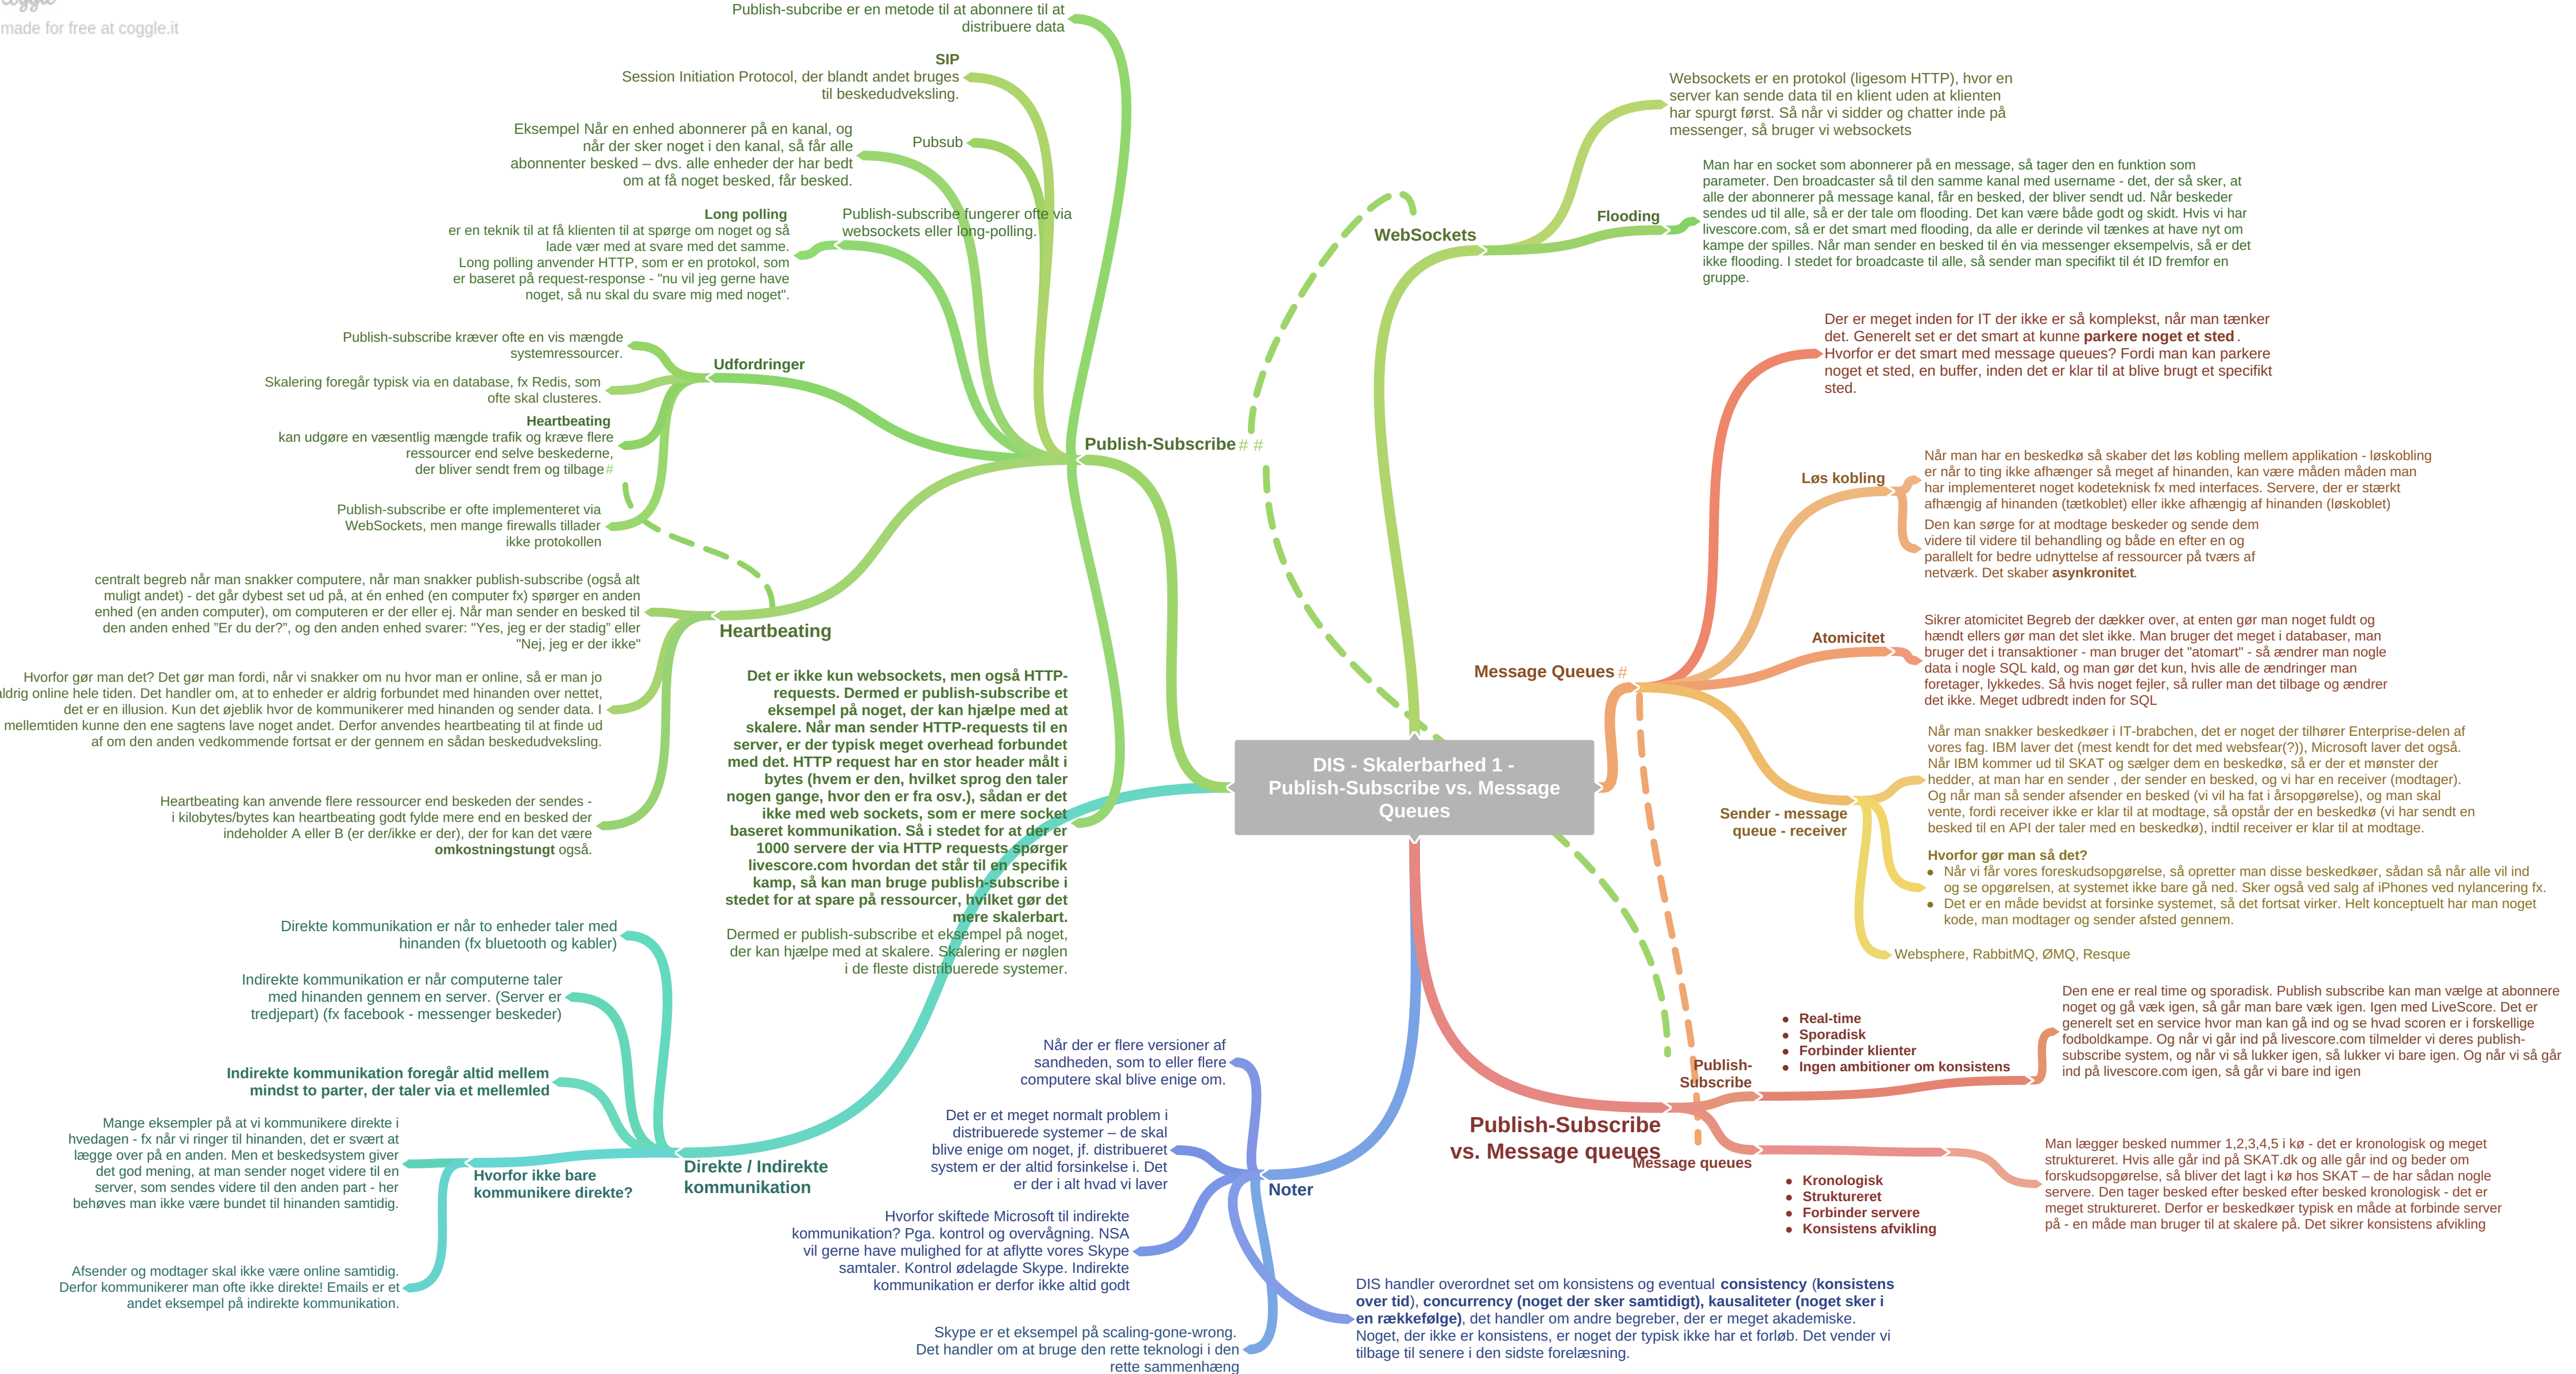 coggle
made for free at coggle.it
Publish-subcribe er en metode til at abonnere til at
distribuere data
SIP
Session Initiation Protocol, der blandt andet bruges
til beskedudveksling.
Pubsub
Eksempel Når en enhed abonnerer på en kanal, og
når der sker noget i den kanal, så får alle
abonnenter besked – dvs. alle enheder der har bedt
om at få noget besked, får besked.
Publish-subscribe fungerer ofte via
websockets eller long-polling.
Long polling
er en teknik til at få klienten til at spørge om noget og så
lade vær med at svare med det samme.
Long polling anvender HTTP, som er en protokol, som
er baseret på request-response - "nu vil jeg gerne have
noget, så nu skal du svare mig med noget".
Udfordringer
Publish-subscribe kræver ofte en vis mængde
systemressourcer.
Skalering foregår typisk via en database, fx Redis, som
ofte skal clusteres.
Heartbeating
kan udgøre en væsentlig mængde trafik og kræve flere
ressourcer end selve beskederne,
der bliver sendt frem og tilbage #
Publish-subscribe er ofte implementeret via
WebSockets, men mange firewalls tillader
ikke protokollen
Publish-Subscribe # #
Heartbeating
centralt begreb når man snakker computere, når man snakker publish-subscribe (også alt
muligt andet) - det går dybest set ud på, at én enhed (en computer fx) spørger en anden
enhed (en anden computer), om computeren er der eller ej. Når man sender en besked til
den anden enhed ”Er du der?”, og den anden enhed svarer: "Yes, jeg er der stadig” eller
"Nej, jeg er der ikke"
Hvorfor gør man det? Det gør man fordi, når vi snakker om nu hvor man er online, så er man jo
aldrig online hele tiden. Det handler om, at to enheder er aldrig forbundet med hinanden over nettet,
det er en illusion. Kun det øjeblik hvor de kommunikerer med hinanden og sender data. I
mellemtiden kunne den ene sagtens lave noget andet. Derfor anvendes heartbeating til at finde ud
af om den anden vedkommende fortsat er der gennem en sådan beskedudveksling.
Heartbeating kan anvende flere ressourcer end beskeden der sendes -
i kilobytes/bytes kan heartbeating godt fylde mere end en besked der
indeholder A eller B (er der/ikke er der), der for kan det være
omkostningstungt også.
Det er ikke kun websockets, men også HTTP-
requests. Dermed er publish-subscribe et
eksempel på noget, der kan hjælpe med at
skalere. Når man sender HTTP-requests til en
server, er der typisk meget overhead forbundet
med det. HTTP request har en stor header målt i
bytes (hvem er den, hvilket sprog den taler
nogen gange, hvor den er fra osv.), sådan er det
ikke med web sockets, som er mere socket
baseret kommunikation. Så i stedet for at der er
1000 servere der via HTTP requests spørger
livescore.com hvordan det står til en specifik
kamp, så kan man bruge publish-subscribe i
stedet for at spare på ressourcer, hvilket gør det
mere skalerbart.
Dermed er publish-subscribe et eksempel på noget,
der kan hjælpe med at skalere. Skalering er nøglen
i de fleste distribuerede systemer.
Direkte kommunikation er når to enheder taler med
hinanden (fx bluetooth og kabler)
Indirekte kommunikation er når computerne taler
med hinanden gennem en server. (Server er
tredjepart) (fx facebook - messenger beskeder)
Indirekte kommunikation foregår altid mellem
mindst to parter, der taler via et mellemled
Mange eksempler på at vi kommunikere direkte i
hvedagen - fx når vi ringer til hinanden, det er svært at
lægge over på en anden. Men et beskedsystem giver
det god mening, at man sender noget videre til en
server, som sendes videre til den anden part - her
behøves man ikke være bundet til hinanden samtidig.
Hvorfor ikke bare
kommunikere direkte?
Direkte / Indirekte
kommunikation
Afsender og modtager skal ikke være online samtidig.
Derfor kommunikerer man ofte ikke direkte! Emails er et
andet eksempel på indirekte kommunikation.
DIS - Skalerbarhed 1 -
Publish-Subscribe vs. Message
Queues
Når der er flere versioner af
sandheden, som to eller flere
computere skal blive enige om.
Det er et meget normalt problem i
distribuerede systemer – de skal
blive enige om noget, jf. distribueret
system er der altid forsinkelse i. Det
er der i alt hvad vi laver
Noter
Hvorfor skiftede Microsoft til indirekte
kommunikation? Pga. kontrol og overvågning. NSA
vil gerne have mulighed for at aflytte vores Skype
samtaler. Kontrol ødelagde Skype. Indirekte
kommunikation er derfor ikke altid godt
Skype er et eksempel på scaling-gone-wrong.
Det handler om at bruge den rette teknologi i den
rette sammenhæng
DIS handler overordnet set om konsistens og eventual consistency (konsistens
over tid), concurrency (noget der sker samtidigt), kausaliteter (noget sker i
en rækkefølge), det handler om andre begreber, der er meget akademiske.
Noget, der ikke er konsistens, er noget der typisk ikke har et forløb. Det vender vi
tilbage til senere i den sidste forelæsning.
WebSockets
Websockets er en protokol (ligesom HTTP), hvor en
server kan sende data til en klient uden at klienten
har spurgt først. Så når vi sidder og chatter inde på
messenger, så bruger vi websockets
Flooding
Man har en socket som abonnerer på en message, så tager den en funktion som
parameter. Den broadcaster så til den samme kanal med username - det, der så sker, at
alle der abonnerer på message kanal, får en besked, der bliver sendt ud. Når beskeder
sendes ud til alle, så er der tale om flooding. Det kan være både godt og skidt. Hvis vi har
livescore.com, så er det smart med flooding, da alle er derinde vil tænkes at have nyt om
kampe der spilles. Når man sender en besked til én via messenger eksempelvis, så er det
ikke flooding. I stedet for broadcaste til alle, så sender man specifikt til ét ID fremfor en
gruppe.
Message Queues #
Der er meget inden for IT der ikke er så komplekst, når man tænker
det. Generelt set er det smart at kunne parkere noget et sted .
Hvorfor er det smart med message queues? Fordi man kan parkere
noget et sted, en buffer, inden det er klar til at blive brugt et specifikt
sted.
Løs kobling
Når man har en beskedkø så skaber det løs kobling mellem applikation - løskobling
er når to ting ikke afhænger så meget af hinanden, kan være måden måden man
har implementeret noget kodeteknisk fx med interfaces. Servere, der er stærkt
afhængig af hinanden (tætkoblet) eller ikke afhængig af hinanden (løskoblet)
Den kan sørge for at modtage beskeder og sende dem
videre til videre til behandling og både en efter en og
parallelt for bedre udnyttelse af ressourcer på tværs af
netværk. Det skaber asynkronitet.
Atomicitet
Sikrer atomicitet Begreb der dækker over, at enten gør man noget fuldt og
hændt ellers gør man det slet ikke. Man bruger det meget i databaser, man
bruger det i transaktioner - man bruger det "atomart" - så ændrer man nogle
data i nogle SQL kald, og man gør det kun, hvis alle de ændringer man
foretager, lykkedes. Så hvis noget fejler, så ruller man det tilbage og ændrer
det ikke. Meget udbredt inden for SQL
Sender - message
queue - receiver
Når man snakker beskedkøer i IT-brabchen, det er noget der tilhører Enterprise-delen af
vores fag. IBM laver det (mest kendt for det med websfear(?)), Microsoft laver det også.
Når IBM kommer ud til SKAT og sælger dem en beskedkø, så er der et mønster der
hedder, at man har en sender , der sender en besked, og vi har en receiver (modtager).
Og når man så sender afsender en besked (vi vil ha fat i årsopgørelse), og man skal
vente, fordi receiver ikke er klar til at modtage, så opstår der en beskedkø (vi har sendt en
besked til en API der taler med en beskedkø), indtil receiver er klar til at modtage.
Hvorfor gør man så det?
● Når vi får vores foreskudsopgørelse, så opretter man disse beskedkøer, sådan så når alle vil ind
og se opgørelsen, at systemet ikke bare gå ned. Sker også ved salg af iPhones ved nylancering fx.
● Det er en måde bevidst at forsinke systemet, så det fortsat virker. Helt konceptuelt har man noget
kode, man modtager og sender afsted gennem.
Websphere, RabbitMQ, ØMQ, Resque
Publish-Subscribe
vs. Message queues
Publish-
Subscribe
● Real-time
● Sporadisk
● Forbinder klienter
● Ingen ambitioner om konsistens
Den ene er real time og sporadisk. Publish subscribe kan man vælge at abonnere
noget og gå væk igen, så går man bare væk igen. Igen med LiveScore. Det er
generelt set en service hvor man kan gå ind og se hvad scoren er i forskellige
fodboldkampe. Og når vi går ind på livescore.com tilmelder vi deres publish-
subscribe system, og når vi så lukker igen, så lukker vi bare igen. Og når vi så går
ind på livescore.com igen, så går vi bare ind igen
Message queues
● Kronologisk
● Struktureret
● Forbinder servere
● Konsistens afvikling
Man lægger besked nummer 1,2,3,4,5 i kø - det er kronologisk og meget
struktureret. Hvis alle går ind på SKAT.dk og alle går ind og beder om
forskudsopgørelse, så bliver det lagt i kø hos SKAT – de har sådan nogle
servere. Den tager besked efter besked efter besked kronologisk - det er
meget struktureret. Derfor er beskedkøer typisk en måde at forbinde server
på - en måde man bruger til at skalere på. Det sikrer konsistens afvikling